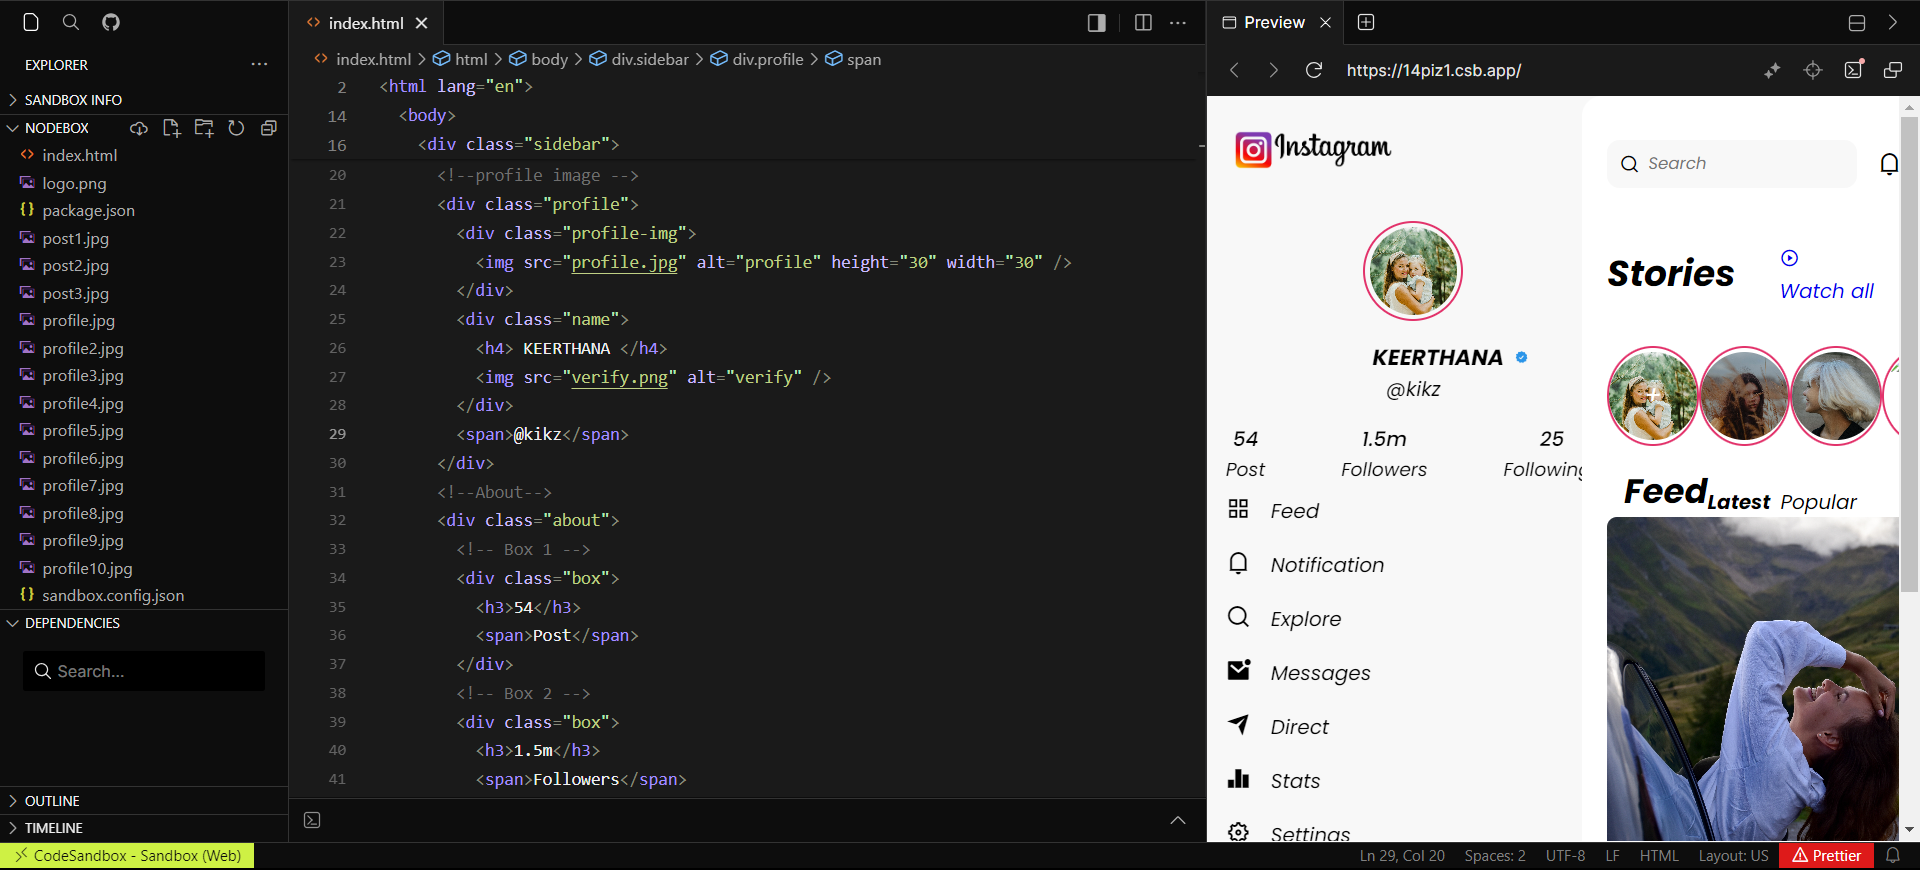 index.html
Preview
EXPLORER
index.html html body div.sidebar div.profile span
https://14piz1.csb.app/
SANDBOX INFO
NODEBOX
index.html
logo.png
package.json
post1.jpg
post2.jpg
post3.jpg
profile.jpg
profile2.jpg
profile3.jpg
profile4.jpg
profile5.jpg
profile6.jpg
profile7.jpg
profile8.jpg
profile9.jpg
profile10.jpg
sandbox.config.json
DEPENDENCIES
Search...
OUTLINE
TIMELINE
2 <html lang="en">
14 <body>
16 <div class="sidebar">
20 <!--profile image -->
21 <div class="profile">
22 <div class="profile-img">
23 <img src="profile.jpg" alt="profile" height="30" width="30" />
24 </div>
25 <div class="name">
26 <h4> KEERTHANA </h4>
27 <img src="verify.png" alt="verify" />
28 </div>
29 <span>@kikz</span>
30 </div>
31 <!--About-->
32 <div class="about">
33 <!-- Box 1 -->
34 <div class="box">
35 <h3>54</h3>
36 <span>Post</span>
37 </div>
38 <!-- Box 2 -->
39 <div class="box">
40 <h3>1.5m</h3>
41 <span>Followers</span>
Instagram
KEERTHANA
@kikz
54 1.5m 25
Post Followers Following
Feed
Notification
Explore
Messages
Direct
Stats
Settings
Search
Stories
Watch all
Feed Latest Popular
CodeSandbox - Sandbox (Web)
Ln 29, Col 20 Spaces: 2 UTF-8 LF HTML Layout: US Prettier